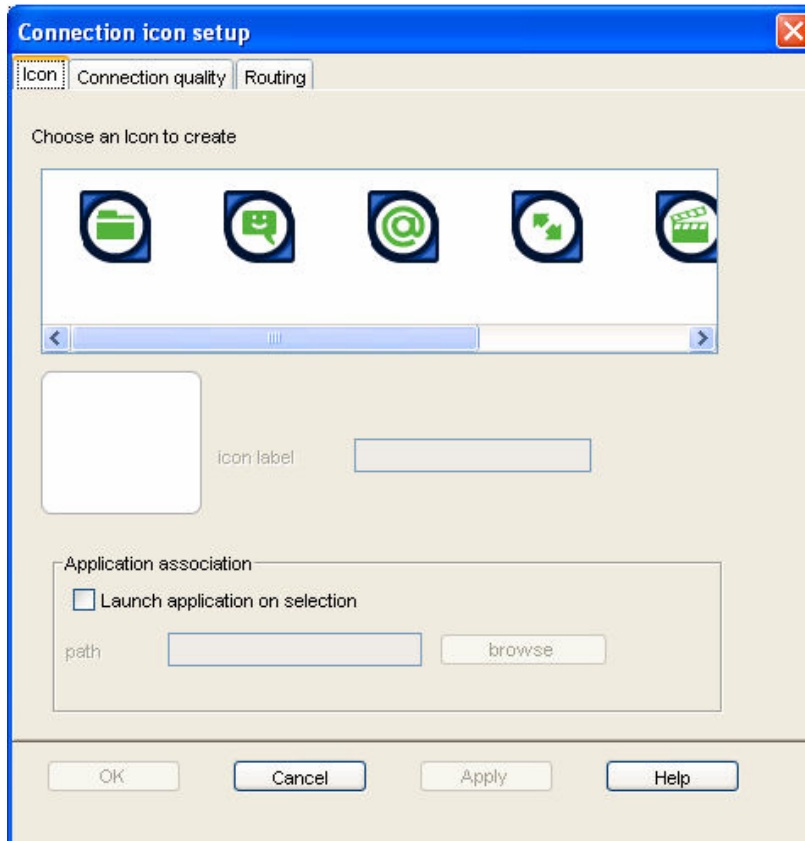 Connection icon setup
Icon Connection quality Routing
Choose an Icon to create
@
icon label
Application association
Launch application on selection
path browse
OK Cancel Apply Help